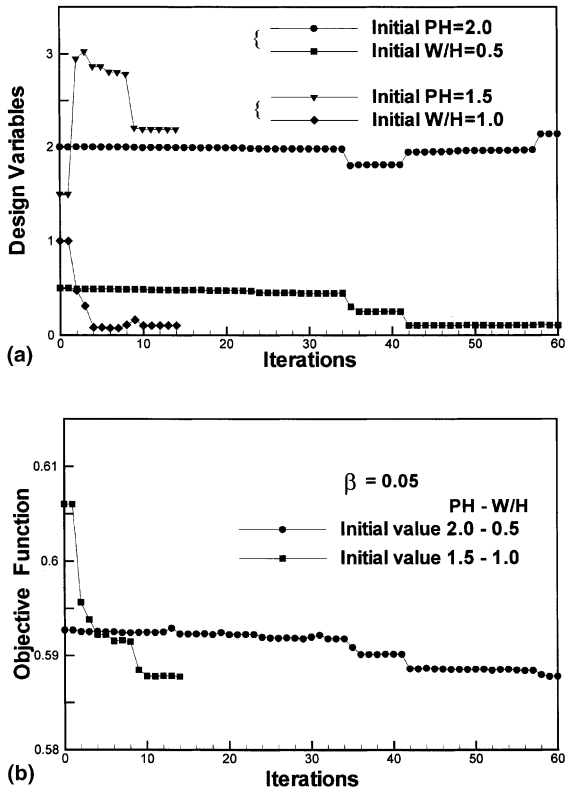 3
2
1
0
Design Variables
{ Initial PH=2.0
Initial W/H=0.5
{ Initial PH=1.5
Initial W/H=1.0
0 10 20 30 40 50 60
Iterations
(a)
0.61
0.6
0.59
0.58
Objective Function
β = 0.05
PH - W/H
Initial value 2.0 - 0.5
Initial value 1.5 - 1.0
0 10 20 30 40 50 60
Iterations
(b)